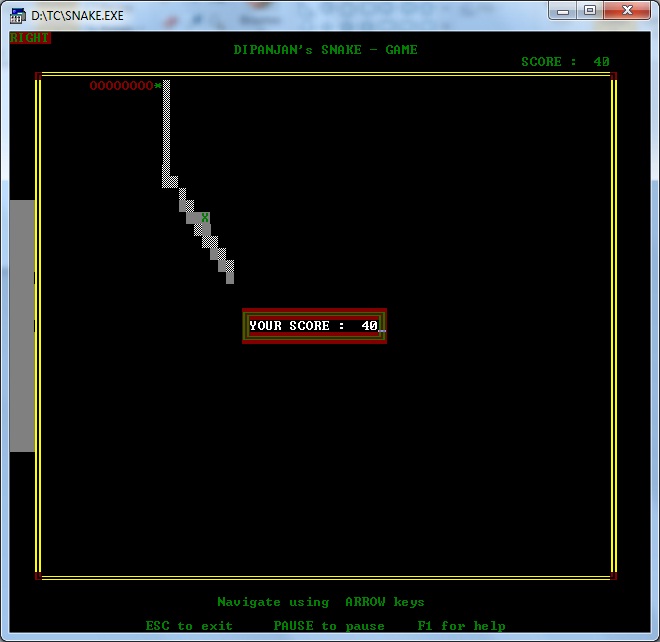 D:\TC\SNAKE.EXE
RIGHT
DIPANJAN's SNAKE - GAME
SCORE : 40
OOOOOOOO*
X
YOUR SCORE : 40_
Navigate using ARROW keys
ESC to exit PAUSE to pause F1 for help